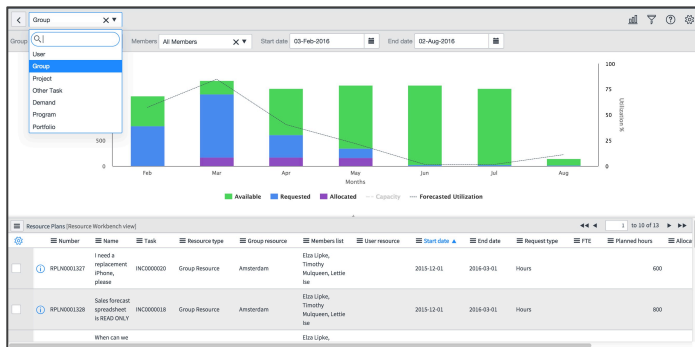 Group
Group
Members All Members
Start date 03-Feb-2016
End date 02-Aug-2016
User
Group
Project
Other Task
Demand
Program
Portfolio
500
0
100
75
50
25
0
Utilization %
Feb Mar Apr May Jun Jul Aug
Months
Available Requested Allocated Capacity Forecasted Utilization
Resource Plans [Resource Workbench view]
1 to 10 of 13
Number Name Task Resource type Group resource Members list User resource Start date End date Request type FTE Planned hours Alloca
RPLN0001327 I need a replacement iPhone, please INC0000020 Group Resource Amsterdam Elza Lipke, Timothy Mulqueen, Lettie Ise 2015-12-01 2016-03-01 Hours 600
RPLN0001328 Sales forecast spreadsheet is READ ONLY INC0000018 Group Resource Amsterdam Elza Lipke, Timothy Mulqueen, Lettie Ise 2015-12-01 2016-03-01 Hours 800
When can we Elza Lipke,